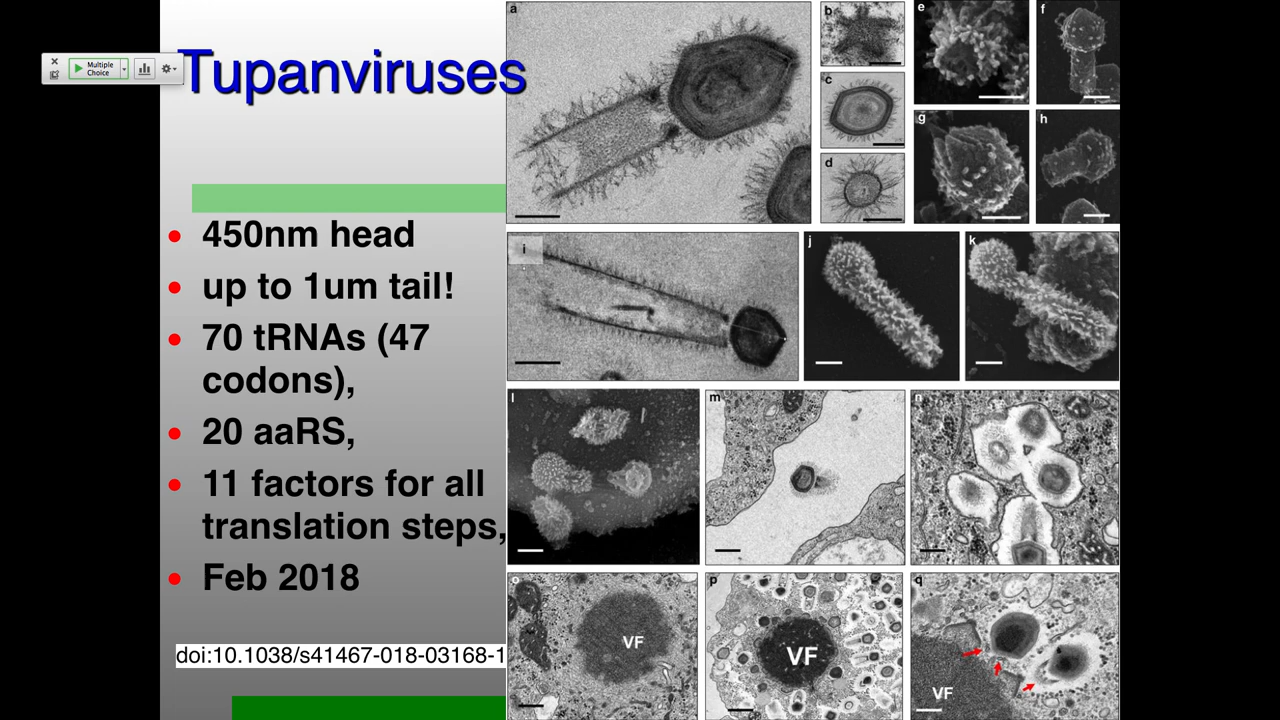 Multiple
Choice
Tupanviruses
450nm head
up to 1um tail!
70 tRNAs (47
codons),
20 aaRS,
11 factors for all
translation steps,
Feb 2018
doi:10.1038/s41467-018-03168-1
a
b
c
d
e
f
g
h
i
j
k
l
m
n
o
VF
p
VF
q
VF